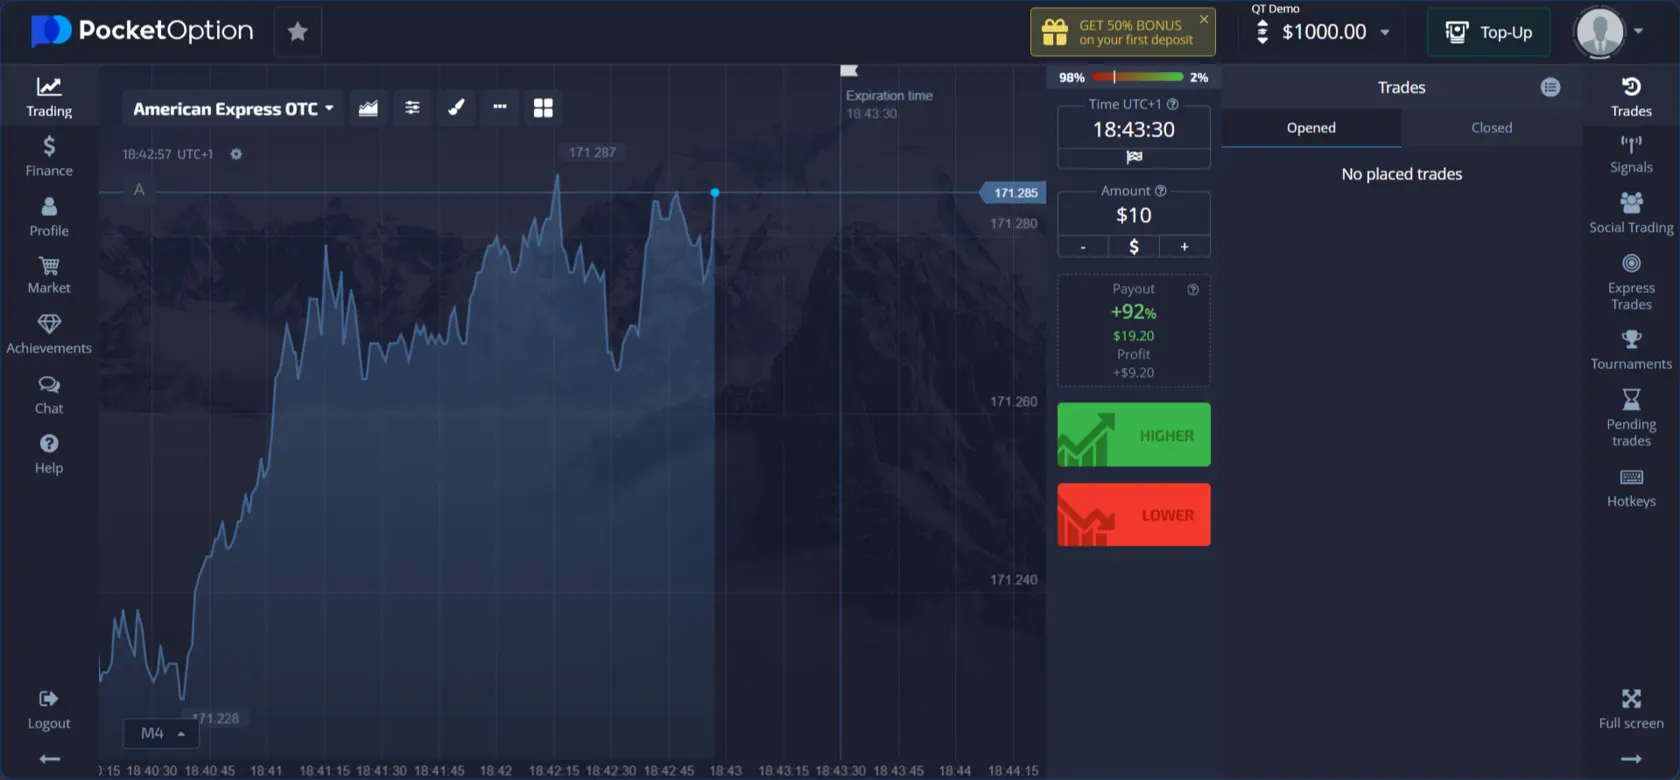 PocketOption
GET 50% BONUS
on your first deposit
QT Demo
$1000.00
Top-Up
Trading
Finance
Profile
Market
Achievements
Chat
Help
Logout
American Express OTC
18:42:57 UTC+1
A
171.287
Expiration time
18:43:30
171.285
171.280
171.260
171.240
171.228
M4
18:40:30 18:40:45 18:41 18:41:15 18:41:30 18:41:45 18:42 18:42:15 18:42:30 18:42:45 18:43 18:43:15 18:43:30 18:43:45 18:44 18:44:15
98% 2%
Time UTC+1
18:43:30
Amount
$10
- $ +
Payout
+92%
$19.20
Profit
+$9.20
HIGHER
LOWER
Trades
Opened Closed
No placed trades
Trades
Signals
Social Trading
Express
Trades
Tournaments
Pending
trades
Hotkeys
Full screen